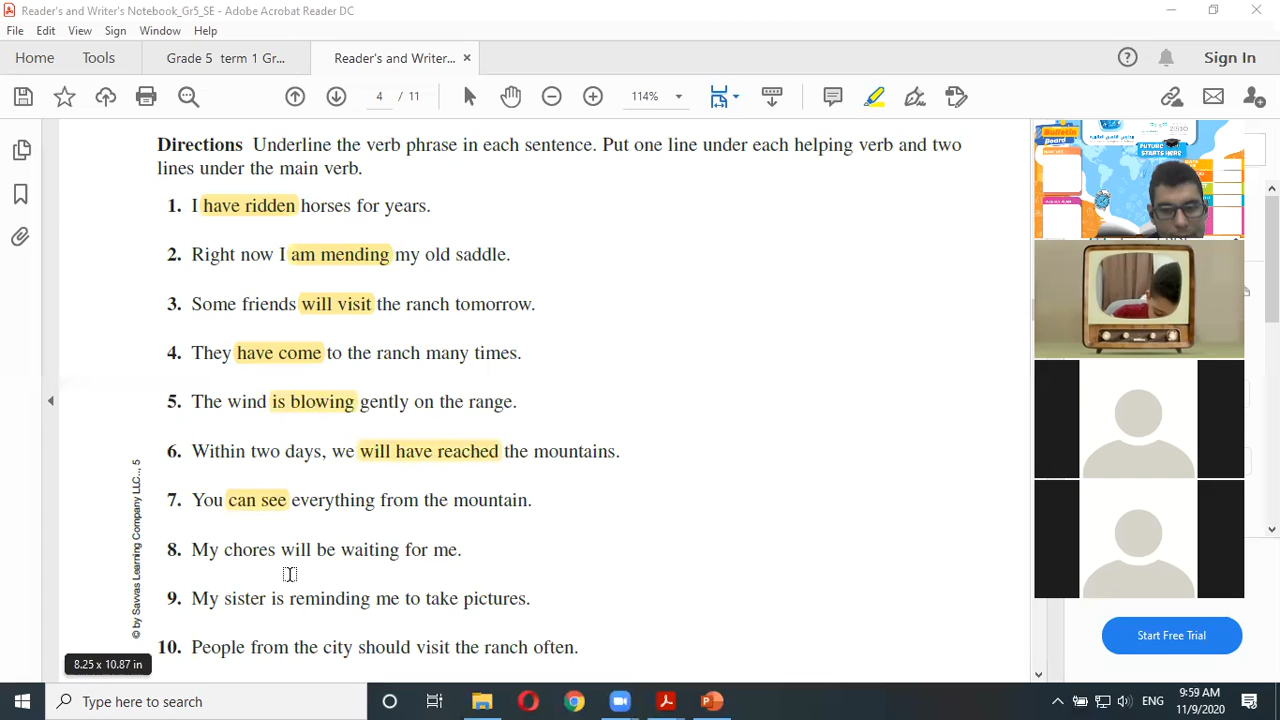 Reader's and Writer's Notebook_Gr5_SE - Adobe Acrobat Reader DC
File Edit View Sign Window Help
Home Tools Grade 5 term 1 Gr... Reader's and Writer... × Sign In
4 / 11 114%
Directions Underline the verb phrase in each sentence. Put one line under each helping verb and two
lines under the main verb.
1. I have ridden horses for years.
2. Right now I am mending my old saddle.
3. Some friends will visit the ranch tomorrow.
4. They have come to the ranch many times.
5. The wind is blowing gently on the range.
6. Within two days, we will have reached the mountains.
7. You can see everything from the mountain.
8. My chores will be waiting for me.
9. My sister is reminding me to take pictures.
10. People from the city should visit the ranch often.
© by Savvas Learning Company LLC.., 5
8.25 x 10.87 in
Bulletin
Board
FUTURE
STARTS HERE
Start Free Trial
Type here to search
ENG
9:59 AM
11/9/2020